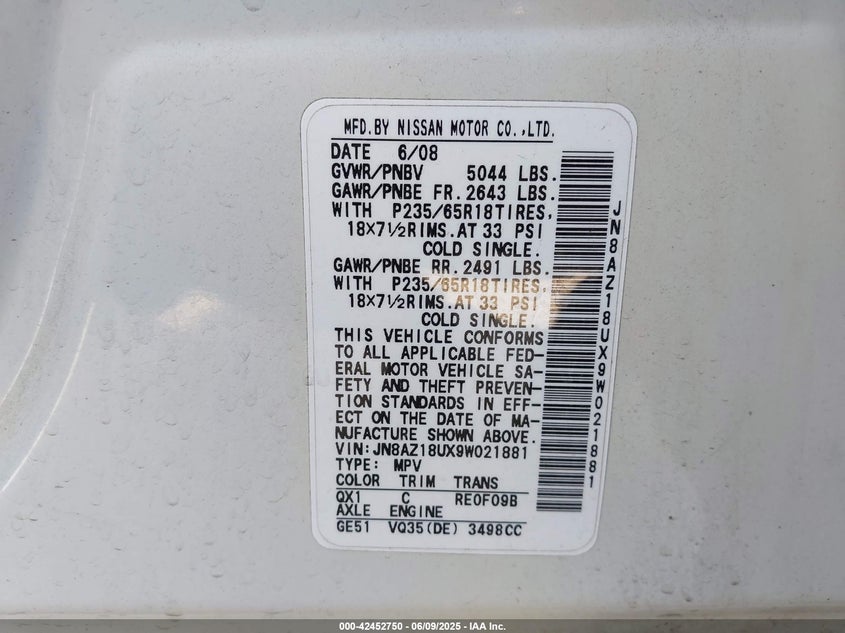 MFD.BY NISSAN MOTOR CO.,LTD.
DATE 6/08
GVWR/PNBV 5044 LBS.
GAWR/PNBE FR.2643 LBS.
WITH P235/65R18TIRES,
18X7½RIMS.AT 33 PSI
COLD SINGLE.
GAWR/PNBE RR.2491 LBS.
WITH P235/65R18TIRES,
18X7½RIMS.AT 33 PSI
COLD SINGLE.
THIS VEHICLE CONFORMS
TO ALL APPLICABLE FED-
ERAL MOTOR VEHICLE SA-
FETY AND THEFT PREVEN-
TION STANDARDS IN EFF-
ECT ON THE DATE OF MA-
NUFACTURE SHOWN ABOVE.
VIN:JN8AZ18UX9W021881
TYPE: MPV
COLOR TRIM TRANS
QX1 C RE0F09B
AXLE ENGINE
GE51 VQ35(DE) 3498CC
JN8AZ18UX9W021881
000-42452750 - 06/09/2025 - IAA Inc.